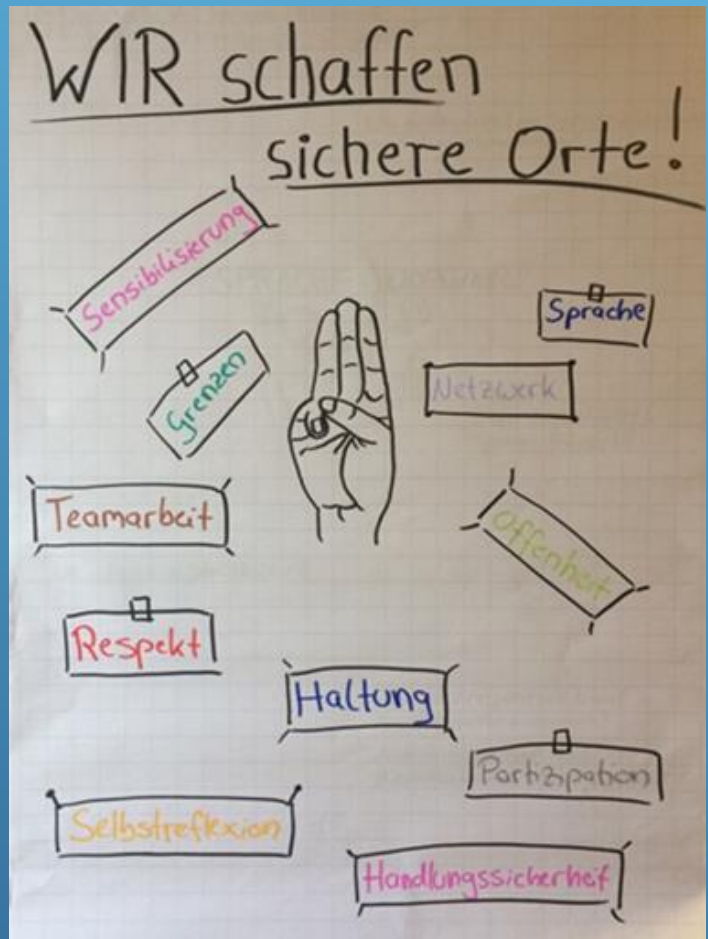 WIR schaffen
sichere Orte!
Sensibilisierung
Sprache
Grenzen
Netzwerk
Teamarbeit
Offenheit
Respekt
Haltung
Partizipation
Selbstreflexion
Handlungssicherheit